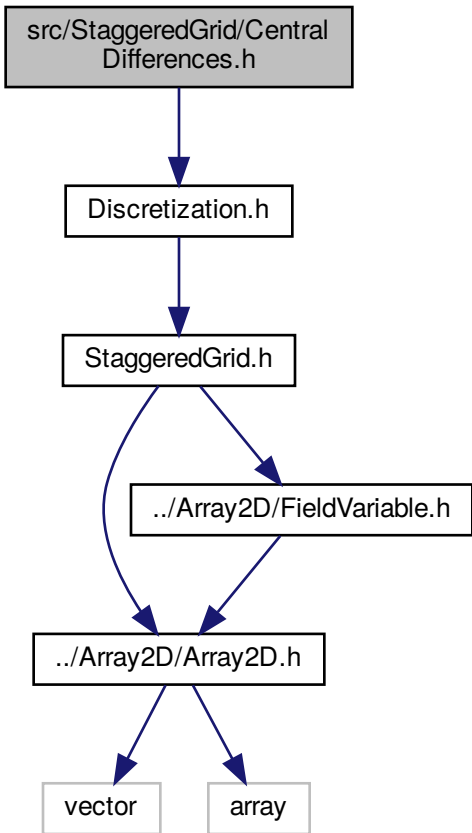 src/StaggeredGrid/Central
Differences.h
Discretization.h
StaggeredGrid.h
../Array2D/FieldVariable.h
../Array2D/Array2D.h
vector
array